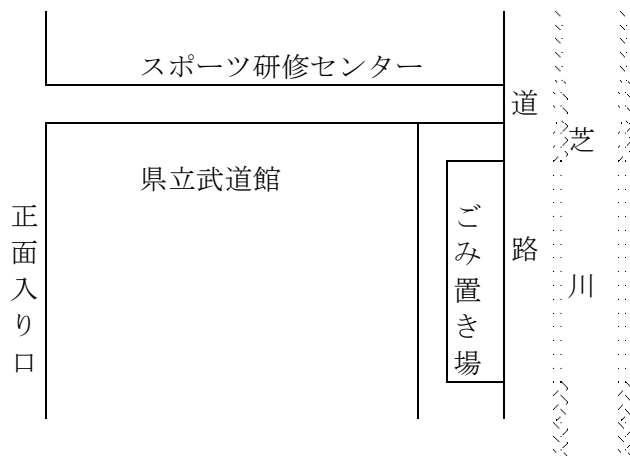 スポーツ研修センター
道路
芝川
県立武道館
ごみ置き場
正面入り口